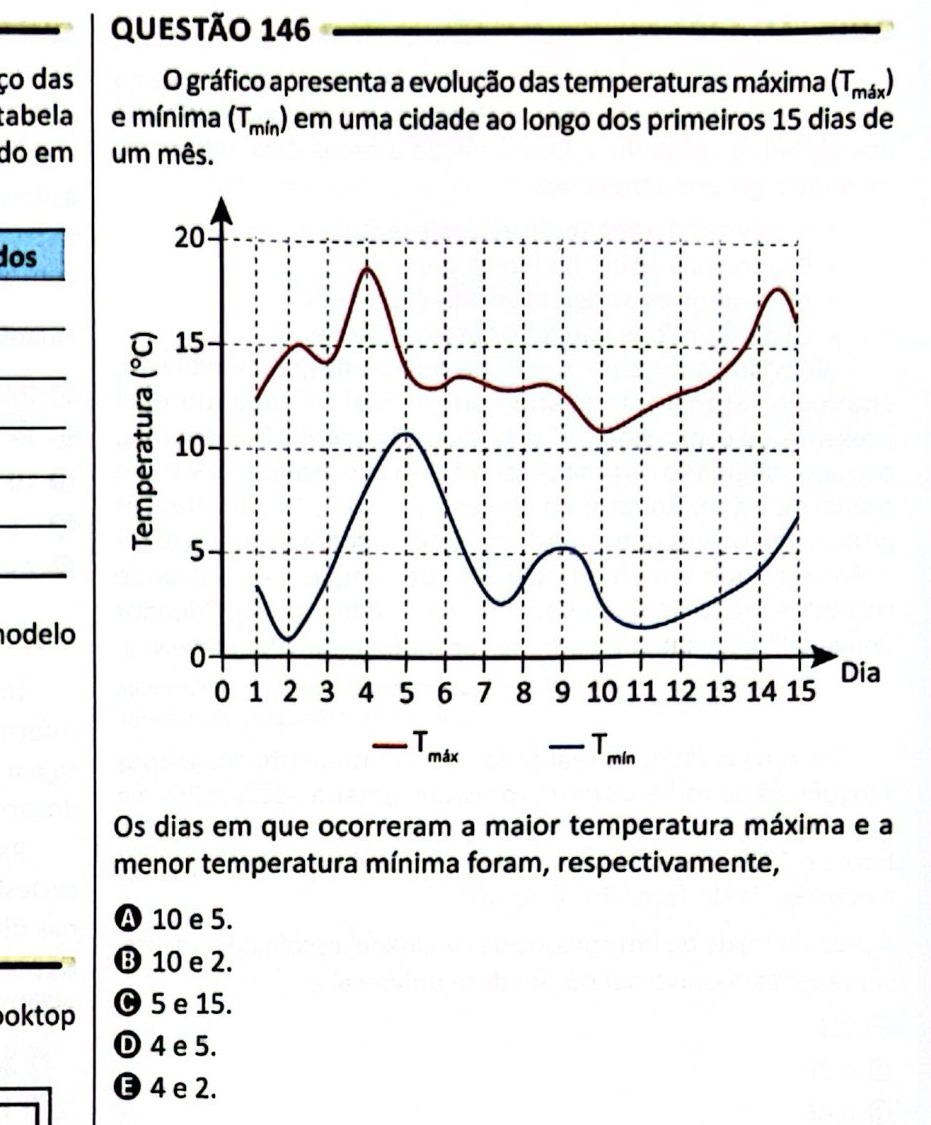 QUESTÃO 146
ço das
tabela
do em
dos
modelo
ooktop
O gráfico apresenta a evolução das temperaturas máxima (Tmáx)
e mínima (Tmín) em uma cidade ao longo dos primeiros 15 dias de
um mês.
Temperatura (°C)
20
15
10
5
0
0 1 2 3 4 5 6 7 8 9 10 11 12 13 14 15
Dia
Tmáx Tmín
Os dias em que ocorreram a maior temperatura máxima e a
menor temperatura mínima foram, respectivamente,
A 10 e 5.
B 10 e 2.
C 5 e 15.
D 4 e 5.
E 4 e 2.